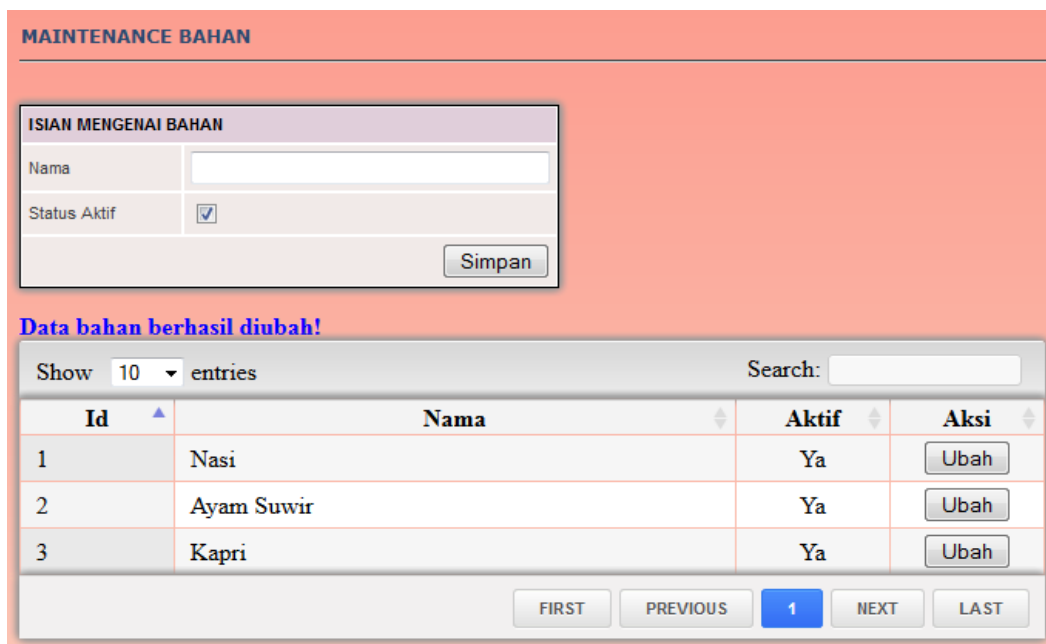 MAINTENANCE BAHAN
ISIAN MENGENAI BAHAN
Nama
Status Aktif
Simpan
Data bahan berhasil diubah!
Show 10 entries Search:
Id Nama Aktif Aksi
1 Nasi Ya Ubah
2 Ayam Suwir Ya Ubah
3 Kapri Ya Ubah
FIRST PREVIOUS 1 NEXT LAST